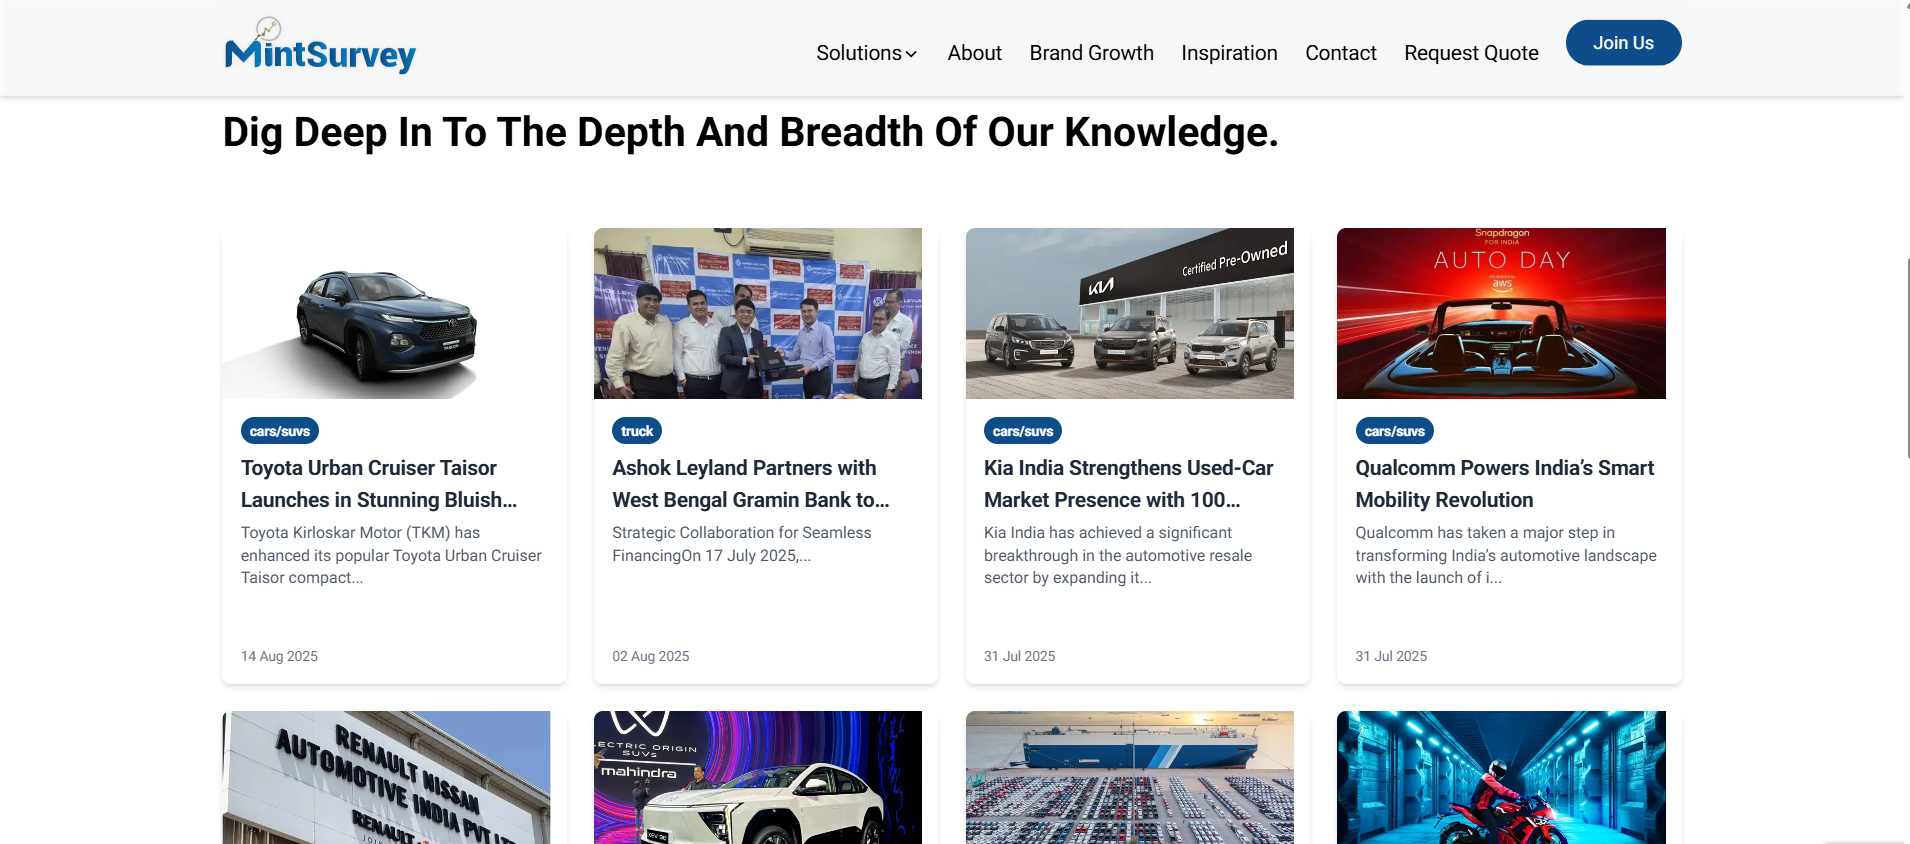 MintSurvey
Solutions About Brand Growth Inspiration Contact Request Quote Join Us
Dig Deep In To The Depth And Breadth Of Our Knowledge.
Certified Pre-Owned
KIA
Snapdragon
FOR INDIA
AUTO DAY
aws
cars/suvs
Toyota Urban Cruiser Taisor
Launches in Stunning Bluish...
Toyota Kirloskar Motor (TKM) has
enhanced its popular Toyota Urban Cruiser
Taisor compact...
14 Aug 2025
truck
Ashok Leyland Partners with
West Bengal Gramin Bank to...
Strategic Collaboration for Seamless
FinancingOn 17 July 2025,...
02 Aug 2025
cars/suvs
Kia India Strengthens Used-Car
Market Presence with 100...
Kia India has achieved a significant
breakthrough in the automotive resale
sector by expanding it...
31 Jul 2025
cars/suvs
Qualcomm Powers India’s Smart
Mobility Revolution
Qualcomm has taken a major step in
transforming India’s automotive landscape
with the launch of i...
31 Jul 2025
RENAULT NISSAN
AUTOMOTIVE INDIA PVT LT
RENAULT
LECTRIC ORIGIN
SUVs
mahindra